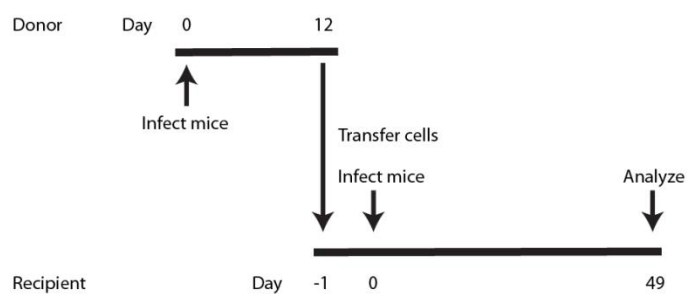 Donor Day 0 12
Infect mice
Transfer cells
Infect mice Analyze
Recipient Day -1 0 49